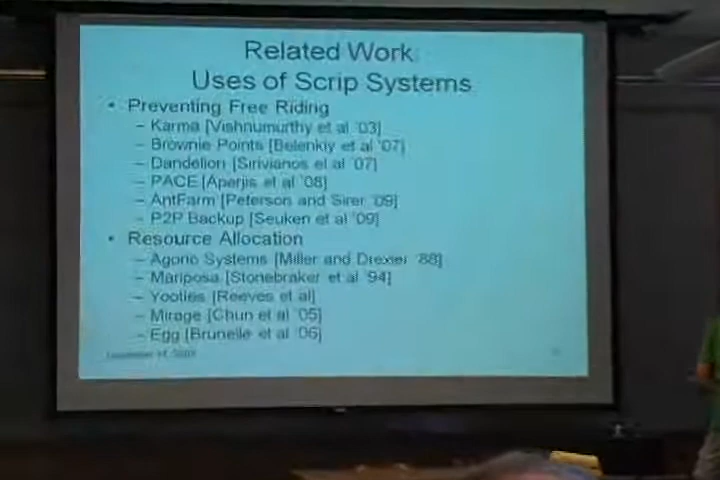 Related Work
Uses of Scrip Systems
• Preventing Free Riding
– Karma [Vishnumurthy et al '03]
– Brownie Points [Belenkiy et al '07]
– Dandelion [Sirivianos et al '07]
– PACE [Aperjis et al '08]
– AntFarm [Peterson and Sirer '09]
– P2P Backup [Seuken et al '09]
• Resource Allocation
– Agoric Systems [Miller and Drexler '88]
– Mariposa [Stonebraker et al '94]
– Yootles [Reeves et al]
– Mirage [Chun et al '05]
– Egg [Brunelle et al '06]